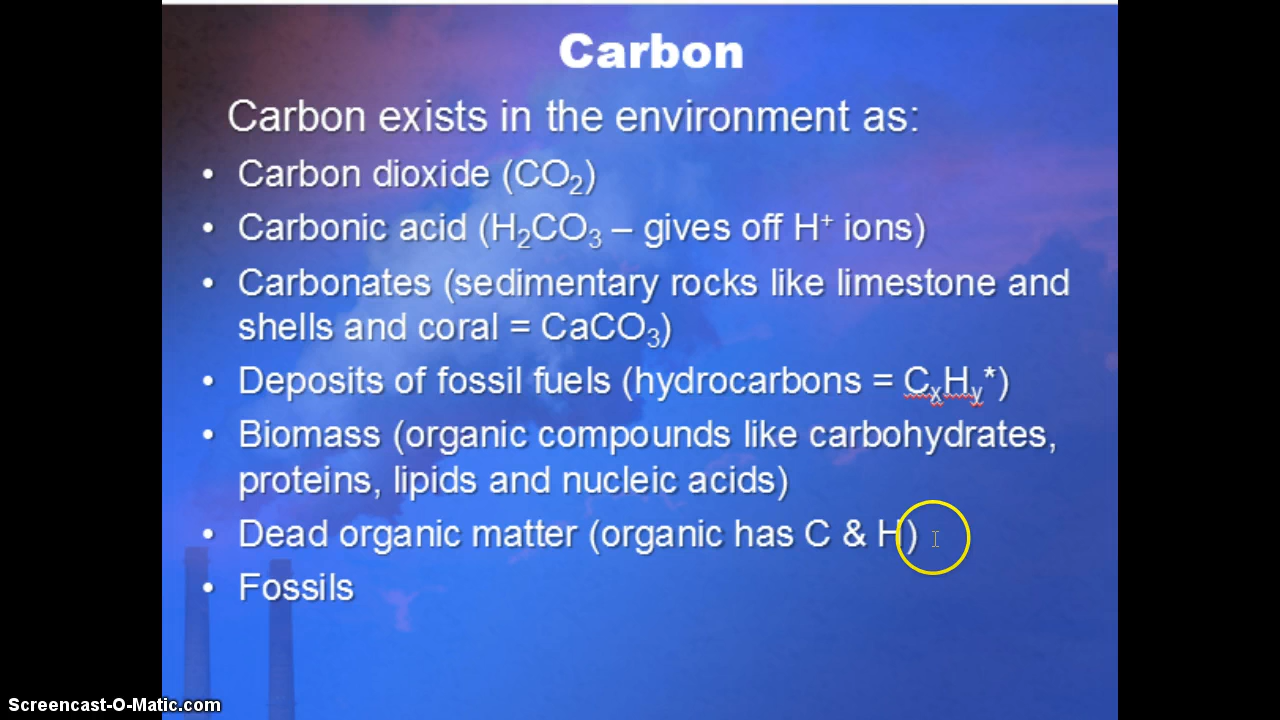 Carbon
Carbon exists in the environment as:
• Carbon dioxide (CO₂)
• Carbonic acid (H₂CO₃ – gives off H⁺ ions)
• Carbonates (sedimentary rocks like limestone and
shells and coral = CaCO₃)
• Deposits of fossil fuels (hydrocarbons = CₓHᵧ*)
• Biomass (organic compounds like carbohydrates,
proteins, lipids and nucleic acids)
• Dead organic matter (organic has C & H)
• Fossils
Screencast-O-Matic.com